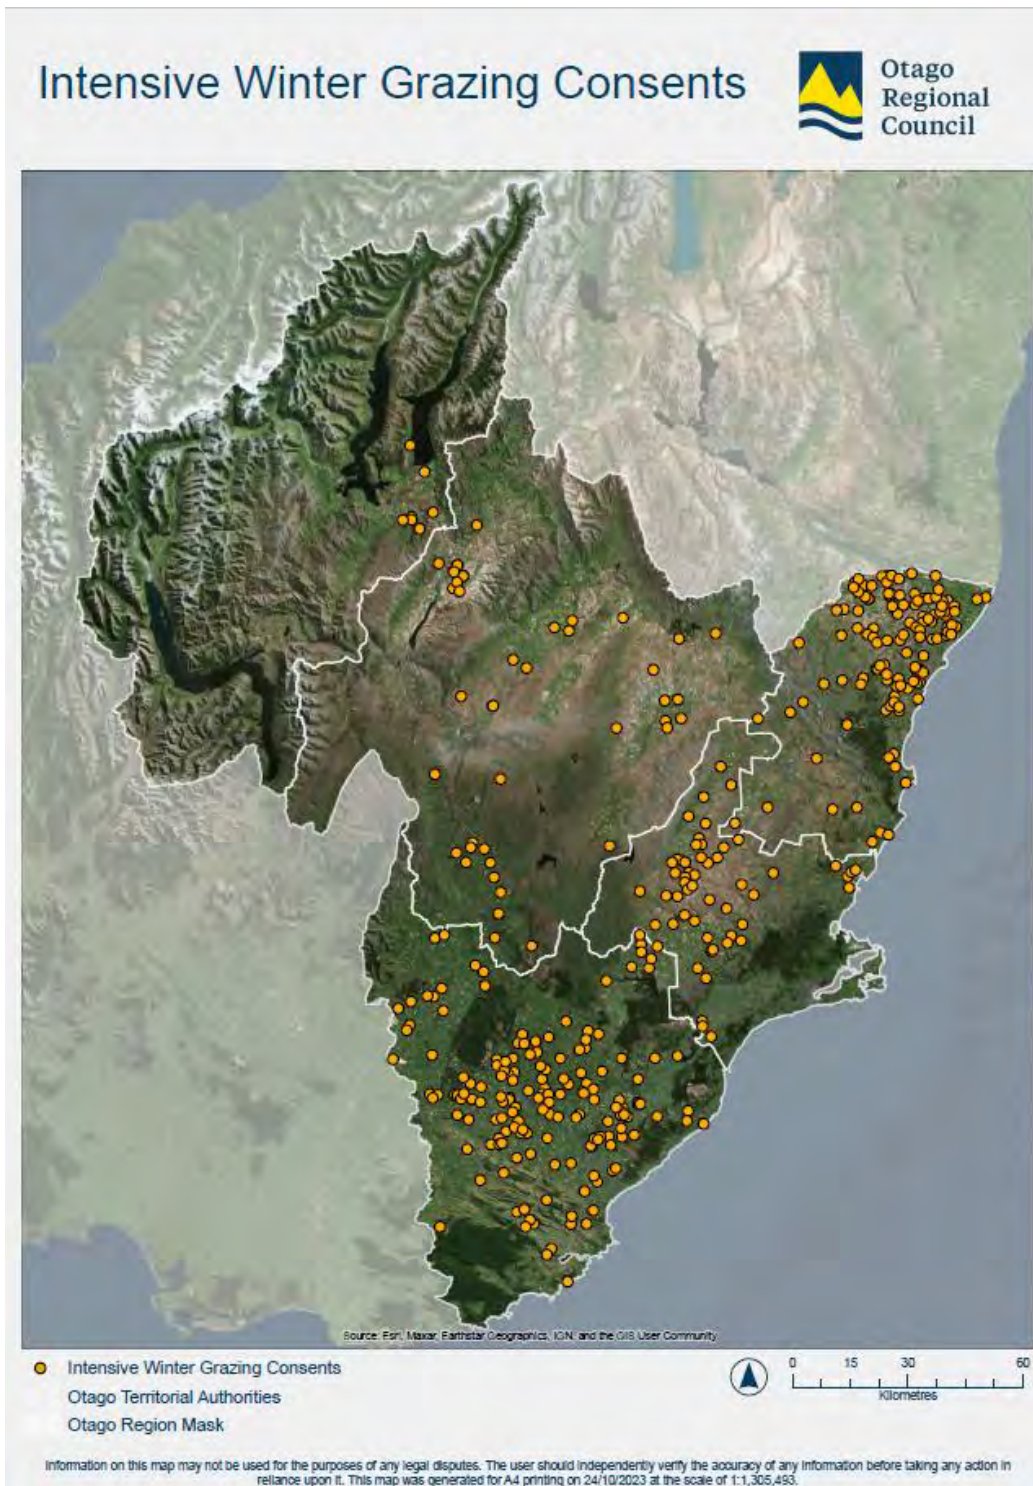 Intensive Winter Grazing Consents
Otago
Regional
Council
Source: Esri, Maxar, Earthstar Geographics, IGN, and the GIS User Community
Intensive Winter Grazing Consents
Otago Territorial Authorities
Otago Region Mask
0 15 30 60
Kilometres
Information on this map may not be used for the purposes of any legal disputes. The user should independently verify the accuracy of any information before taking any action in
reliance upon it. This map was generated for A4 printing on 24/10/2023 at the scale of 1:1,305,493.